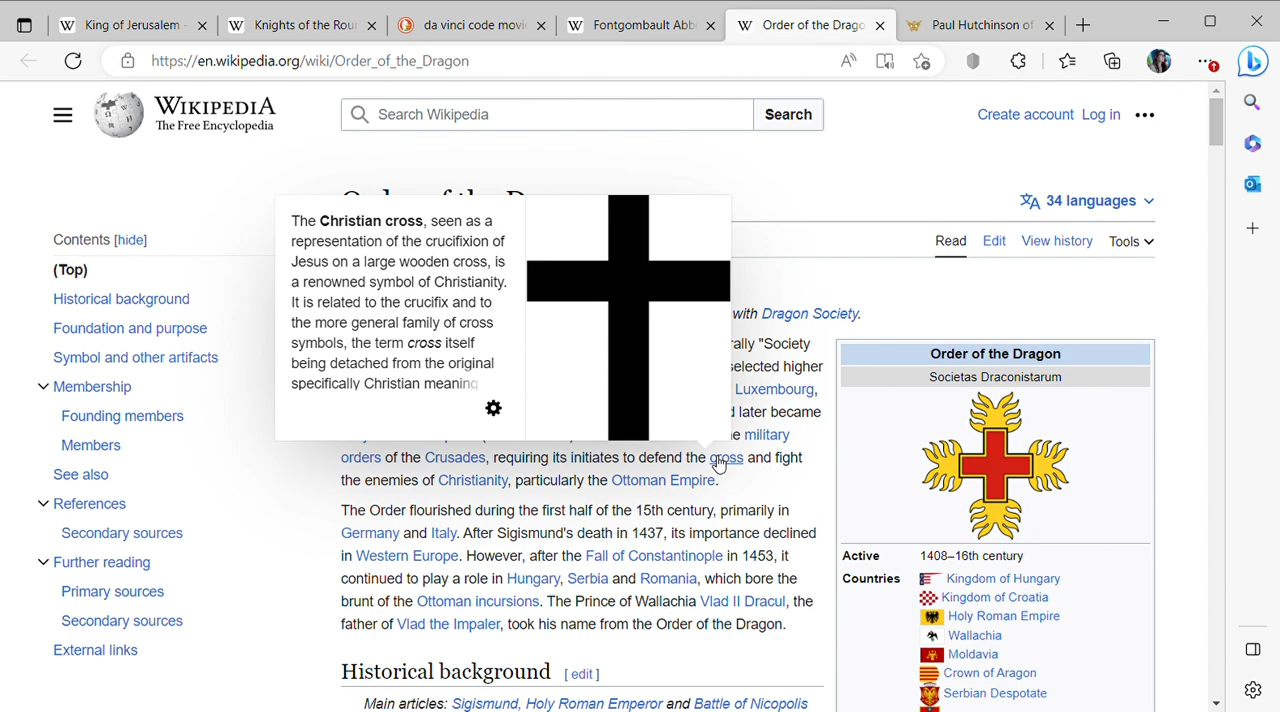 King of Jerusalem -
Knights of the Rour
da vinci code movie
Fontgombault Abbe
Order of the Drago
Paul Hutchinson of
https://en.wikipedia.org/wiki/Order_of_the_Dragon
WIKIPEDIA
The Free Encyclopedia
Search Wikipedia
Search
Create account Log in
34 languages
Contents [hide]
Read Edit View history Tools
(Top)
Historical background
Foundation and purpose
Symbol and other artifacts
Membership
Founding members
Members
See also
References
Secondary sources
Further reading
Primary sources
Secondary sources
External links
The Christian cross, seen as a
representation of the crucifixion of
Jesus on a large wooden cross, is
a renowned symbol of Christianity.
It is related to the crucifix and to
the more general family of cross
symbols, the term cross itself
being detached from the original
specifically Christian meaning
with Dragon Society.
rally "Society
selected higher
Luxembourg,
d later became
military
orders of the Crusades, requiring its initiates to defend the cross and fight
the enemies of Christianity, particularly the Ottoman Empire.
The Order flourished during the first half of the 15th century, primarily in
Germany and Italy. After Sigismund's death in 1437, its importance declined
in Western Europe. However, after the Fall of Constantinople in 1453, it
continued to play a role in Hungary, Serbia and Romania, which bore the
brunt of the Ottoman incursions. The Prince of Wallachia Vlad II Dracul, the
father of Vlad the Impaler, took his name from the Order of the Dragon.
Historical background [ edit ]
Main articles: Sigismund, Holy Roman Emperor and Battle of Nicopolis
Order of the Dragon
Societas Draconistarum
Active 1408–16th century
Countries Kingdom of Hungary
Kingdom of Croatia
Holy Roman Empire
Wallachia
Moldavia
Crown of Aragon
Serbian Despotate